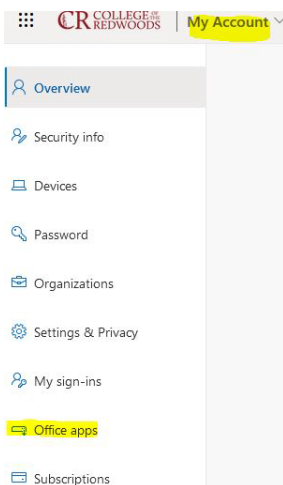 CR COLLEGE OF THE REDWOODS My Account
Overview
Security info
Devices
Password
Organizations
Settings & Privacy
My sign-ins
Office apps
Subscriptions